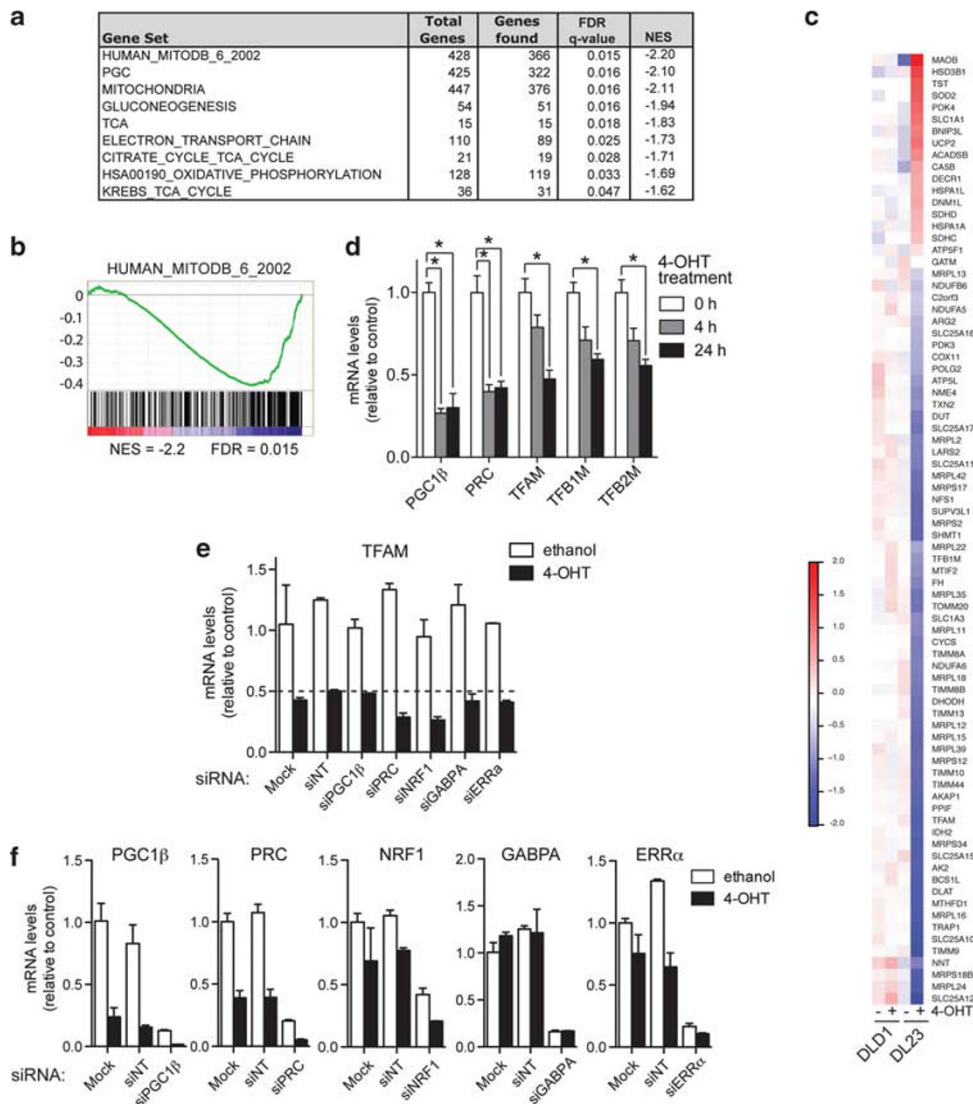 a
Gene Set Total Genes Genes found FDR q-value NES
HUMAN_MITODB_6_2002 428 366 0.015 -2.20
PGC 425 322 0.016 -2.10
MITOCHONDRIA 447 376 0.016 -2.11
GLUCONEOGENESIS 54 51 0.016 -1.94
TCA 15 15 0.018 -1.83
ELECTRON_TRANSPORT_CHAIN 110 89 0.025 -1.73
CITRATE_CYCLE_TCA_CYCLE 21 19 0.028 -1.71
HSA00190_OXIDATIVE_PHOSPHORYLATION 128 119 0.033 -1.69
KREBS_TCA_CYCLE 36 31 0.047 -1.62
b
HUMAN_MITODB_6_2002
0
-0.1
-0.2
-0.3
-0.4
NES = -2.2 FDR = 0.015
c
MAOB
HSD3B1
TST
SOD2
PDK4
SLC1A1
BNIP3L
UCP2
ACADSB
CA5B
DECR1
HSPA1L
DNM1L
SDHD
HSPA1A
SDHC
ATP5F1
GATM
MRPL13
NDUFB6
C2orf3
NDUFA5
ARG2
SLC25A16
PDK3
COX11
POLG2
ATP5L
NME4
TXN2
DUT
SLC25A17
MRPL2
LARS2
SLC25A11
MRPL42
MRPS17
NFS1
SUPV3L1
MRPS2
SHMT1
MRPL22
TFB1M
MTIF2
FH
MRPL35
TOMM20
SLC1A3
MRPL11
CYCS
TIMM8A
NDUFA6
MRPL18
TIMM8B
DHODH
TIMM13
MRPL12
MRPL15
MRPL39
MRPS12
TIMM10
TIMM44
AKAP1
PPIF
TFAM
IDH2
MRPS34
SLC25A15
AK2
BCS1L
DLAT
MTHFD1
MRPL16
TRAP1
SLC25A10
TIMM9
NNT
MRPS18B
MRPL24
SLC25A12
- + - + 4-OHT
DLD1 DL23
2.0
1.5
1.0
0.5
0.0
-0.5
-1.0
-1.5
-2.0
d
4-OHT treatment
0 h
4 h
24 h
* * * * * * *
mRNA levels
(relative to control)
1.0
0.5
0.0
PGC1β PRC TFAM TFB1M TFB2M
e
TFAM
ethanol
4-OHT
mRNA levels
(relative to control)
1.5
1.0
0.5
0.0
siRNA: Mock siNT siPGC1β siPRC siNRF1 siGABPA siERRa
f
PGC1β PRC NRF1 GABPA ERRα
ethanol
4-OHT
mRNA levels
(relative to control)
1.5 1.5 1.5 2.0 1.5
1.0 1.0 1.0 1.5 1.0
0.5 0.5 0.5 1.0 0.5
0.0 0.0 0.0 0.5 0.0
0.0
siRNA: Mock siNT siPGC1β Mock siNT siPRC Mock siNT siNRF1 Mock siNT siGABPA Mock siNT siERRα